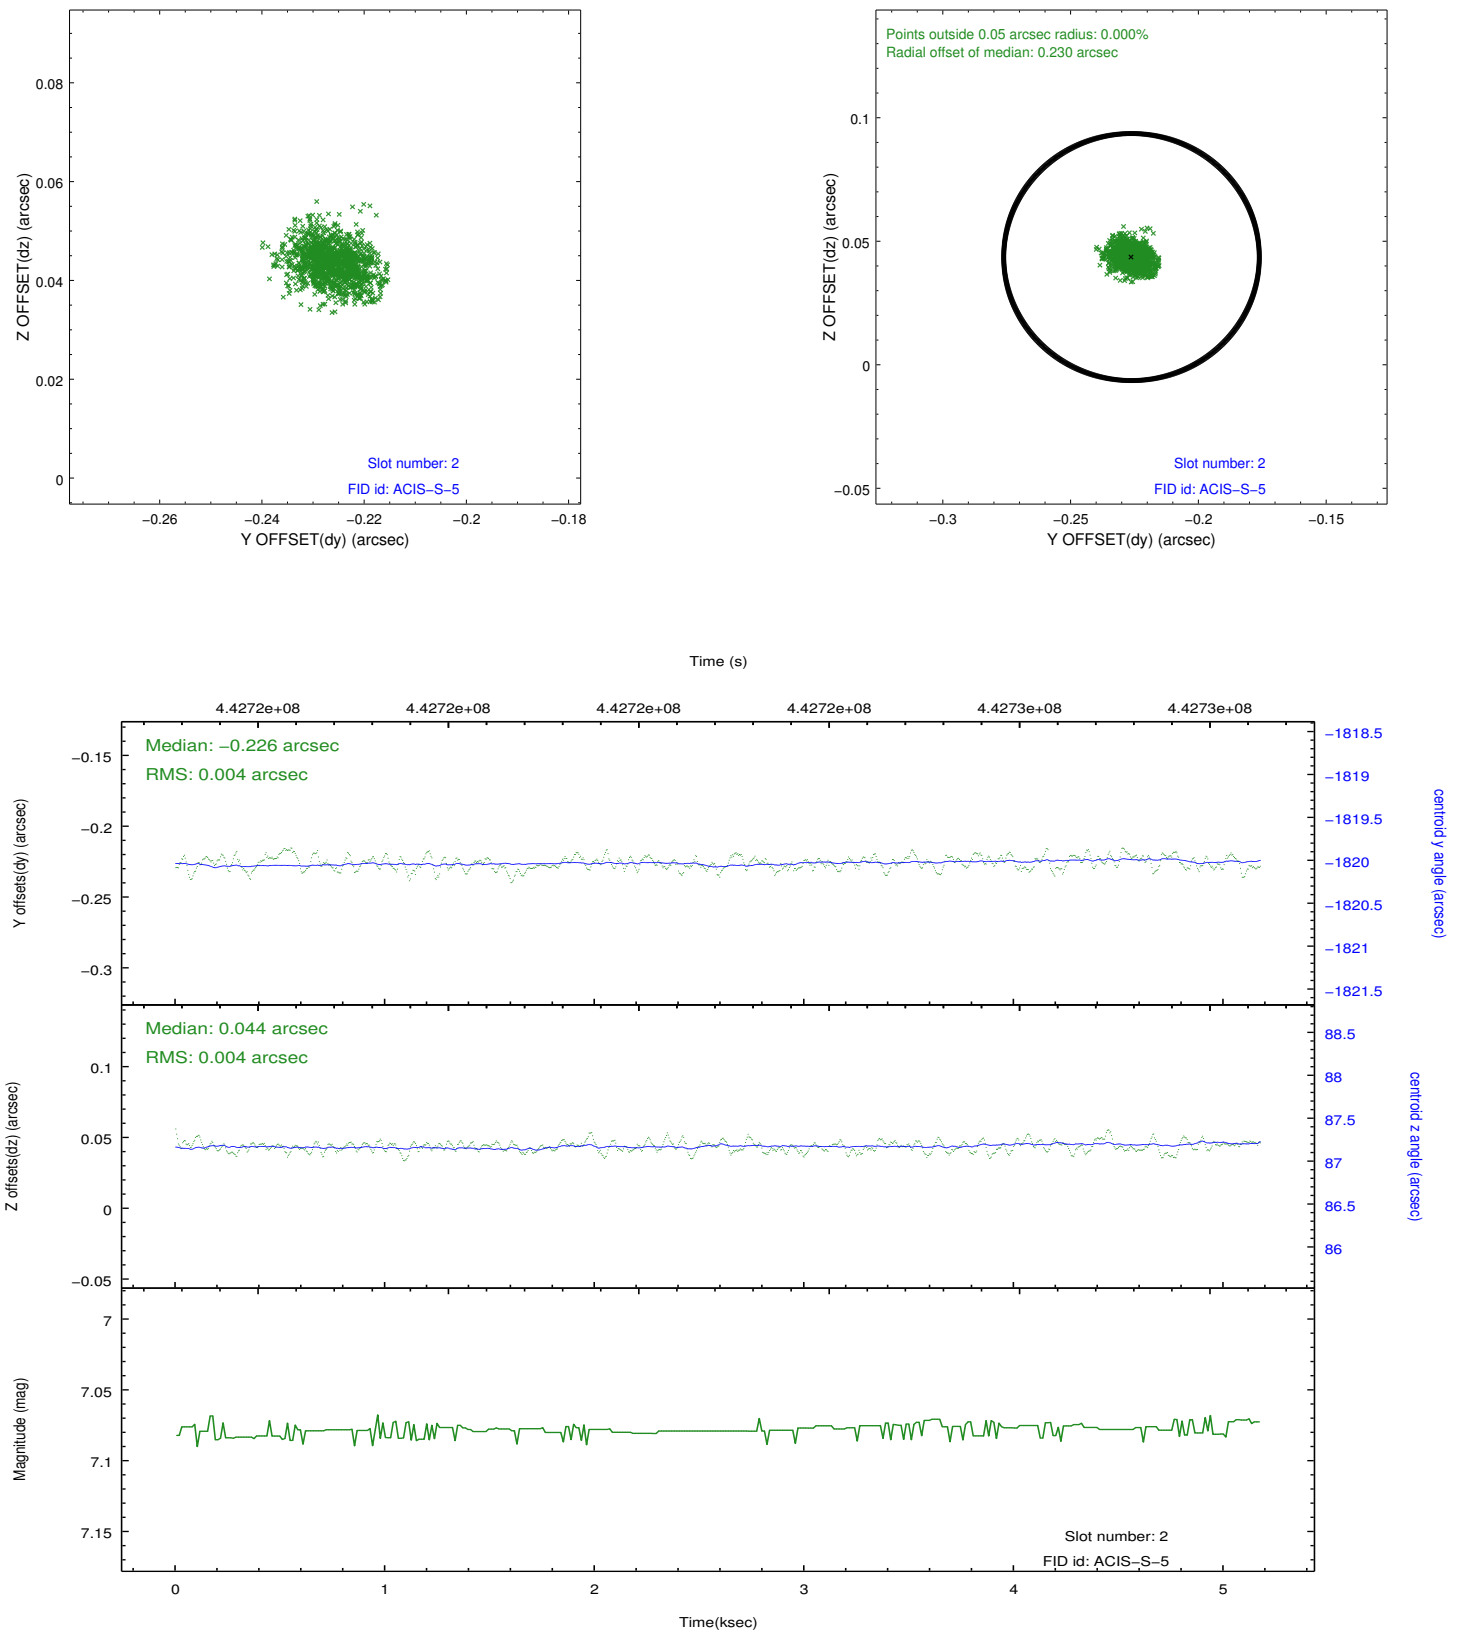 0.08
0.06
0.04
0.02
0
Z OFFSET(dz) (arcsec)
Slot number: 2
FID id: ACIS−S−5
−0.26
−0.24
−0.22
−0.2
−0.18
Y OFFSET(dy) (arcsec)
Points outside 0.05 arcsec radius: 0.000%
Radial offset of median: 0.230 arcsec
0.1
0.05
0
−0.05
Z OFFSET(dz) (arcsec)
Slot number: 2
FID id: ACIS−S−5
−0.3
−0.25
−0.2
−0.15
Y OFFSET(dy) (arcsec)
Time (s)
4.4272e+08
4.4272e+08
4.4272e+08
4.4272e+08
4.4273e+08
4.4273e+08
Median: −0.226 arcsec
RMS: 0.004 arcsec
−0.15
−0.2
−0.25
−0.3
Y offsets(dy) (arcsec)
−1818.5
−1819
−1819.5
−1820
−1820.5
−1821
−1821.5
centroid y angle (arcsec)
Median: 0.044 arcsec
RMS: 0.004 arcsec
0.1
0.05
0
−0.05
Z offsets(dz) (arcsec)
88.5
88
87.5
87
86.5
86
centroid z angle (arcsec)
7
7.05
7.1
7.15
Magnitude (mag)
Slot number: 2
FID id: ACIS−S−5
0
1
2
3
4
5
Time(ksec)